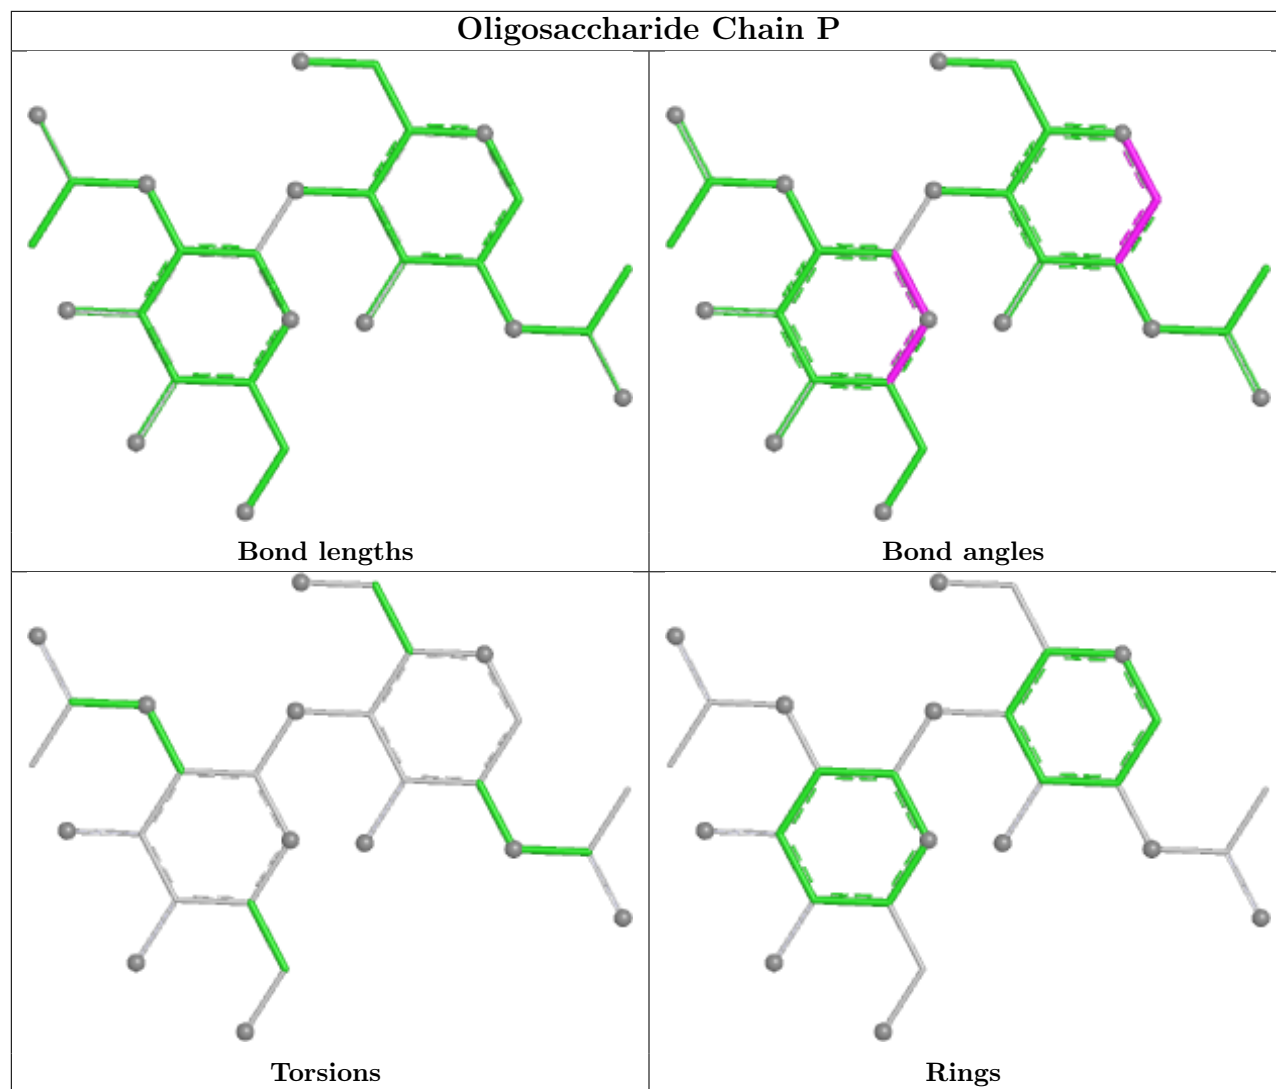 Oligosaccharide Chain P
Bond lengths
Bond angles
Torsions
Rings